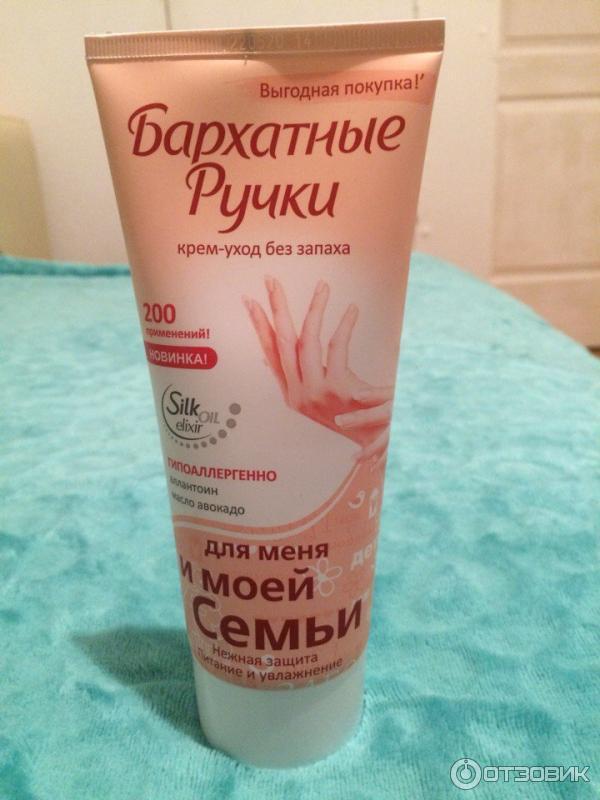 Выгодная покупка!
Бархатные
Ручки
крем-уход без запаха
200
применений!
НОВИНКА!
Silk OIL
elixir
ГИПОАЛЛЕРГЕННО
аллантоин
масло авокадо
для меня
и моей
Семьи
Нежная защита
Питание и увлажнение
ОТЗОВИК